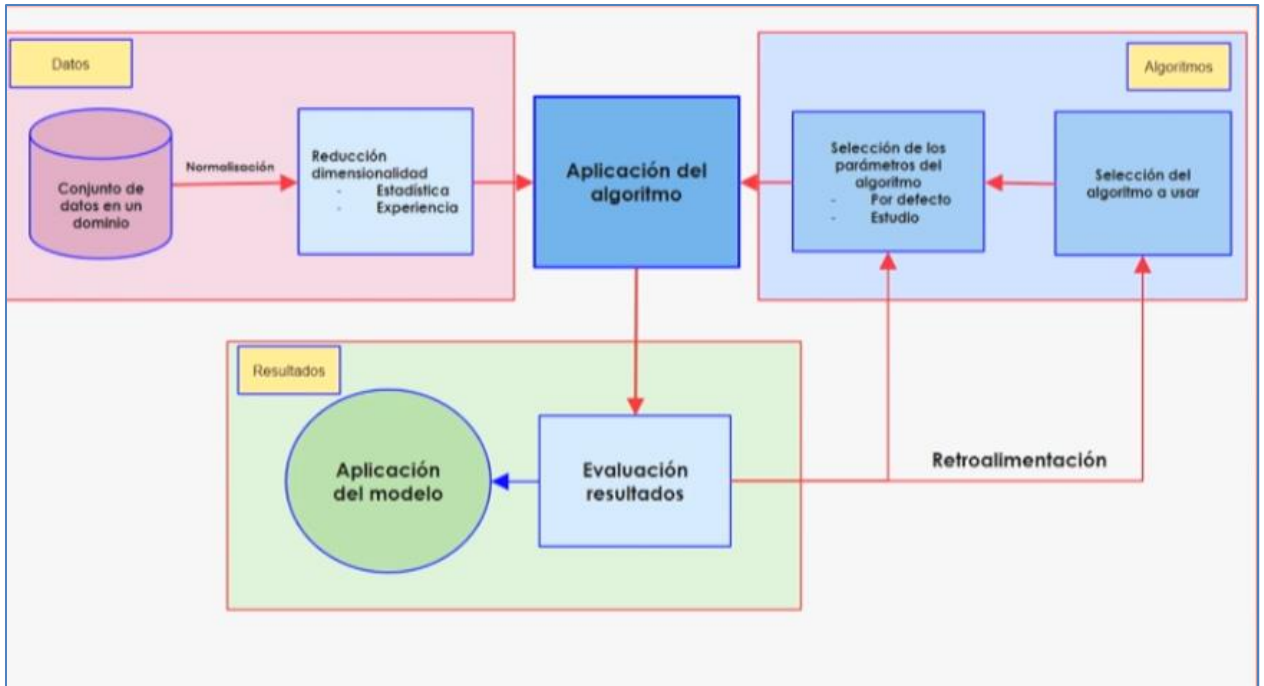 Datos
Conjunto de
datos en un
dominio
Normalisación
Reducción
dimensionalidad
- Estadística
- Experiencia
Aplicación del
algoritmo
Algoritmos
Selección de los
parámetros del
algoritmo
- Por defecto
- Estudio
Selección del
algoritmo a usar
Resultados
Aplicación
del modelo
Evaluación
resultados
Retroalimentación